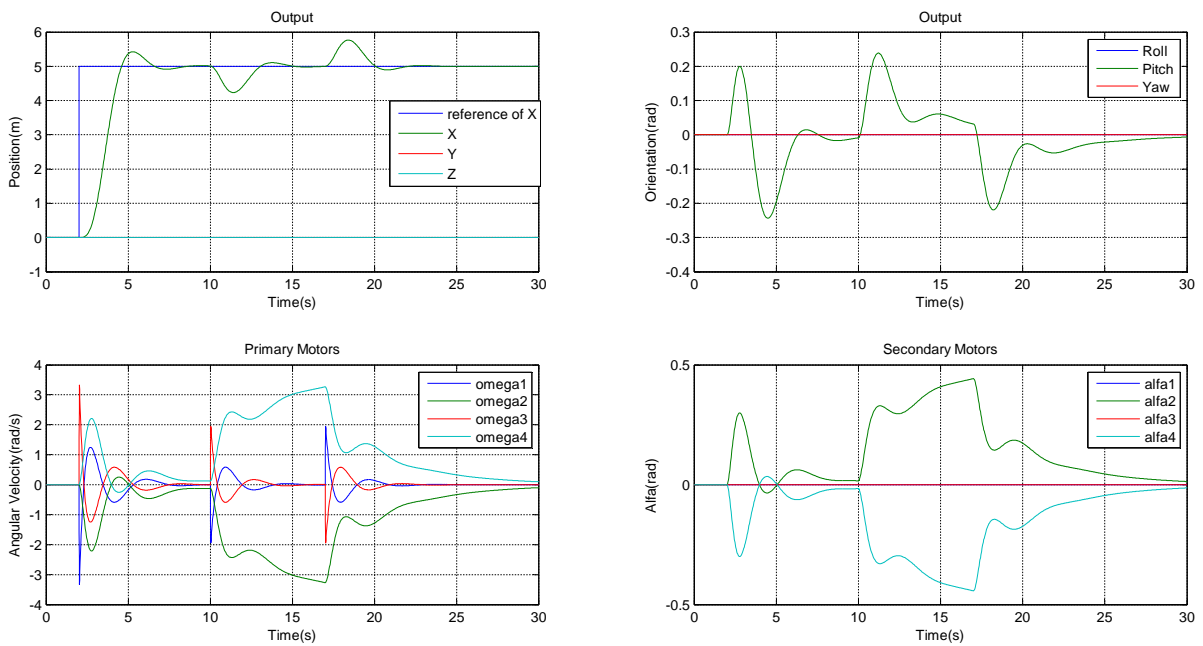 Output
Position(m)
6
5
4
3
2
1
0
-1
0 5 10 15 20 25 30
Time(s)
reference of X
X
Y
Z
Output
Orientation(rad)
0.3
0.2
0.1
0
-0.1
-0.2
-0.3
-0.4
0 5 10 15 20 25 30
Time(s)
Roll
Pitch
Yaw
Primary Motors
Angular Velocity(rad/s)
4
3
2
1
0
-1
-2
-3
-4
0 5 10 15 20 25 30
Time(s)
omega1
omega2
omega3
omega4
Secondary Motors
Alfa(rad)
0.5
0
-0.5
0 5 10 15 20 25 30
Time(s)
alfa1
alfa2
alfa3
alfa4